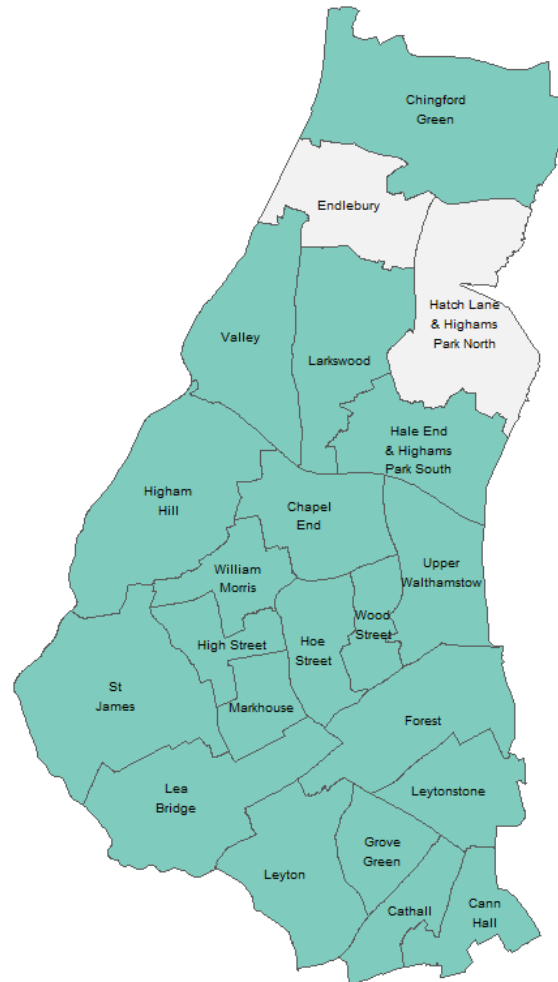 Chingford
Green
Endlebury
Hatch Lane
& Highams
Park North
Valley
Larkswood
Hale End
& Highams
Park South
Higham
Hill
Chapel
End
William
Morris
Upper
Walthamstow
Wood
Street
High Street
Hoe
Street
St
James
Markhouse
Forest
Lea
Bridge
Leytonstone
Grove
Green
Leyton
Cathall
Cann
Hall